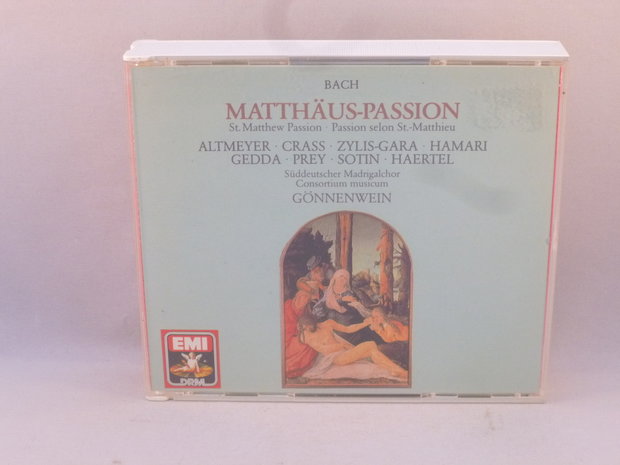 BACH
MATTHÄUS-PASSION
St. Matthew Passion · Passion selon St.-Matthieu
ALTMEYER · CRASS · ZYLIS-GARA · HAMARI
GEDDA · PREY · SOTIN · HAERTEL
Süddeutscher Madrigalchor
Consortium musicum
GÖNNENWEIN
EMI
DRM